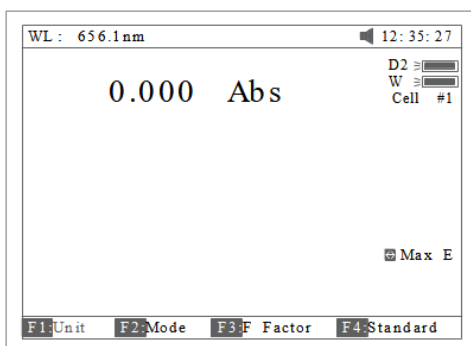 WL: 656.1nm 12:35:27
0.000 Abs
D2
W
Cell #1
Max E
F1:Unit F2:Mode F3:F Factor F4:Standard